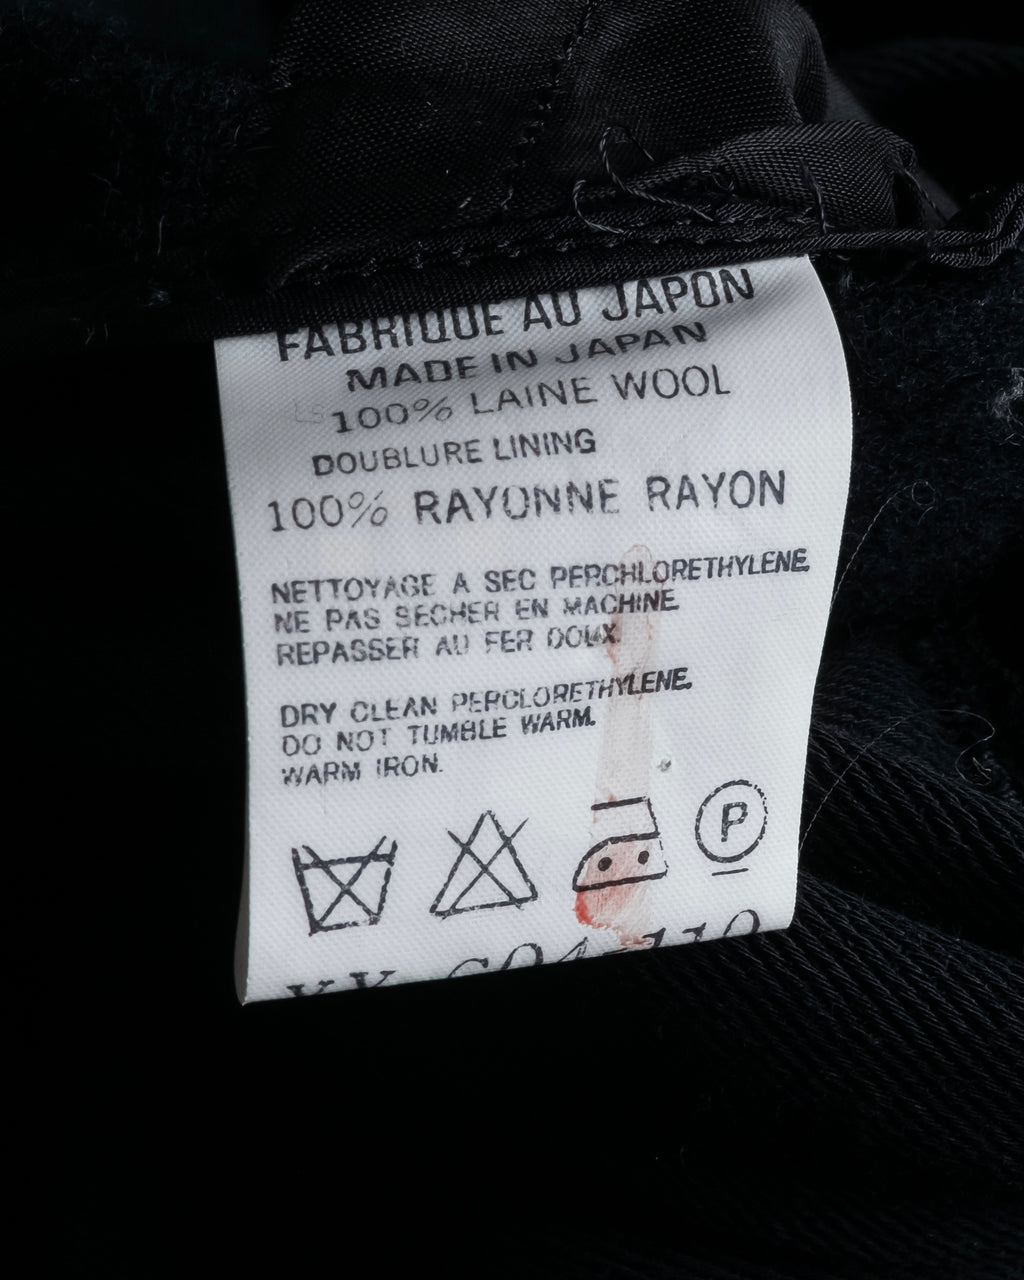 FABRIQUE AU JAPON
MADE IN JAPAN
100% LAINE WOOL
DOUBLURE LINING
100% RAYONNE RAYON
NETTOYAGE A SEC PERCHLORETHYLENE.
NE PAS SECHER EN MACHINE.
REPASSER AU FER DOUX.
DRY CLEAN PERCLORETHYLENE.
DO NOT TUMBLE WARM.
WARM IRON.
P